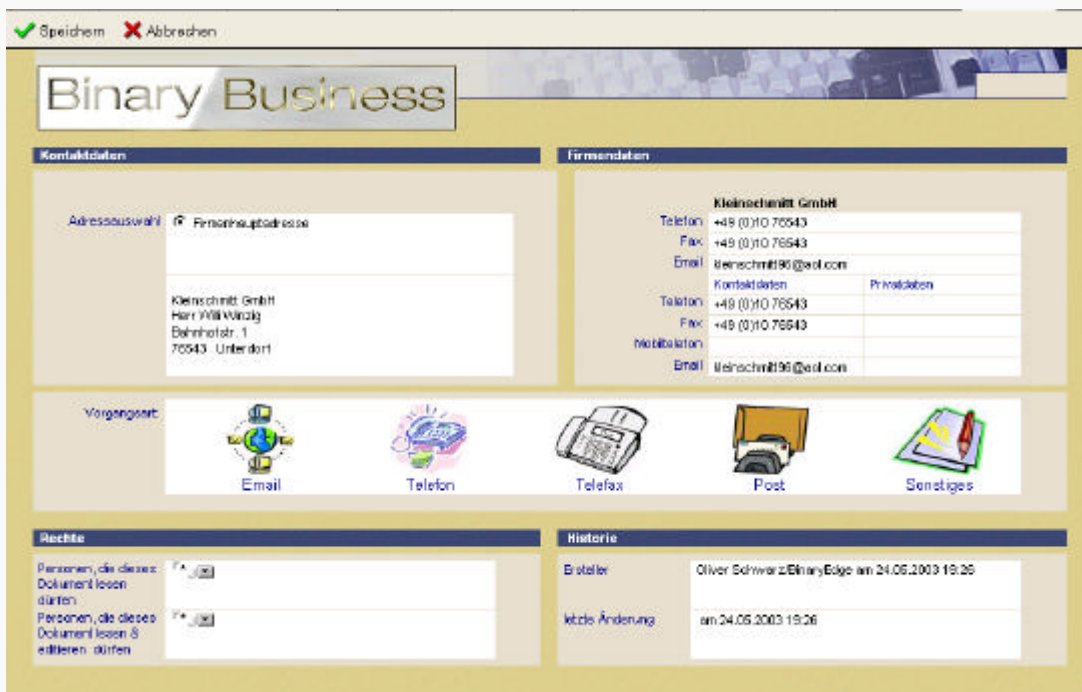 Speichern Abbrechen
Binary Business
Kontaktdaten
Adressauswahl Firmenhauptadresse
Kleinschmitt GmbH
Herr Willi Winzig
Bahnhofstr. 1
76543 Unterdorf
Firmendaten
Kleinschmitt GmbH
Telefon +49 (0)10 76543
Fax +49 (0)10 76543
Email kleinschmitt96@aol.com
Kontaktdaten Privatdaten
Telefon +49 (0)10 76543
Fax +49 (0)10 76543
Mobiltelefon
Email kleinschmitt96@aol.com
Vorgangsart
Email Telefon Telefax Post Sonstiges
Rechte
Personen, die dieses
Dokument lesen
dürfen
Personen, die dieses
Dokument lesen &
editieren dürfen
Historie
Ersteller Oliver Schwarz/BinaryEdge am 24.05.2003 19:26
letzte Änderung am 24.05.2003 19:26